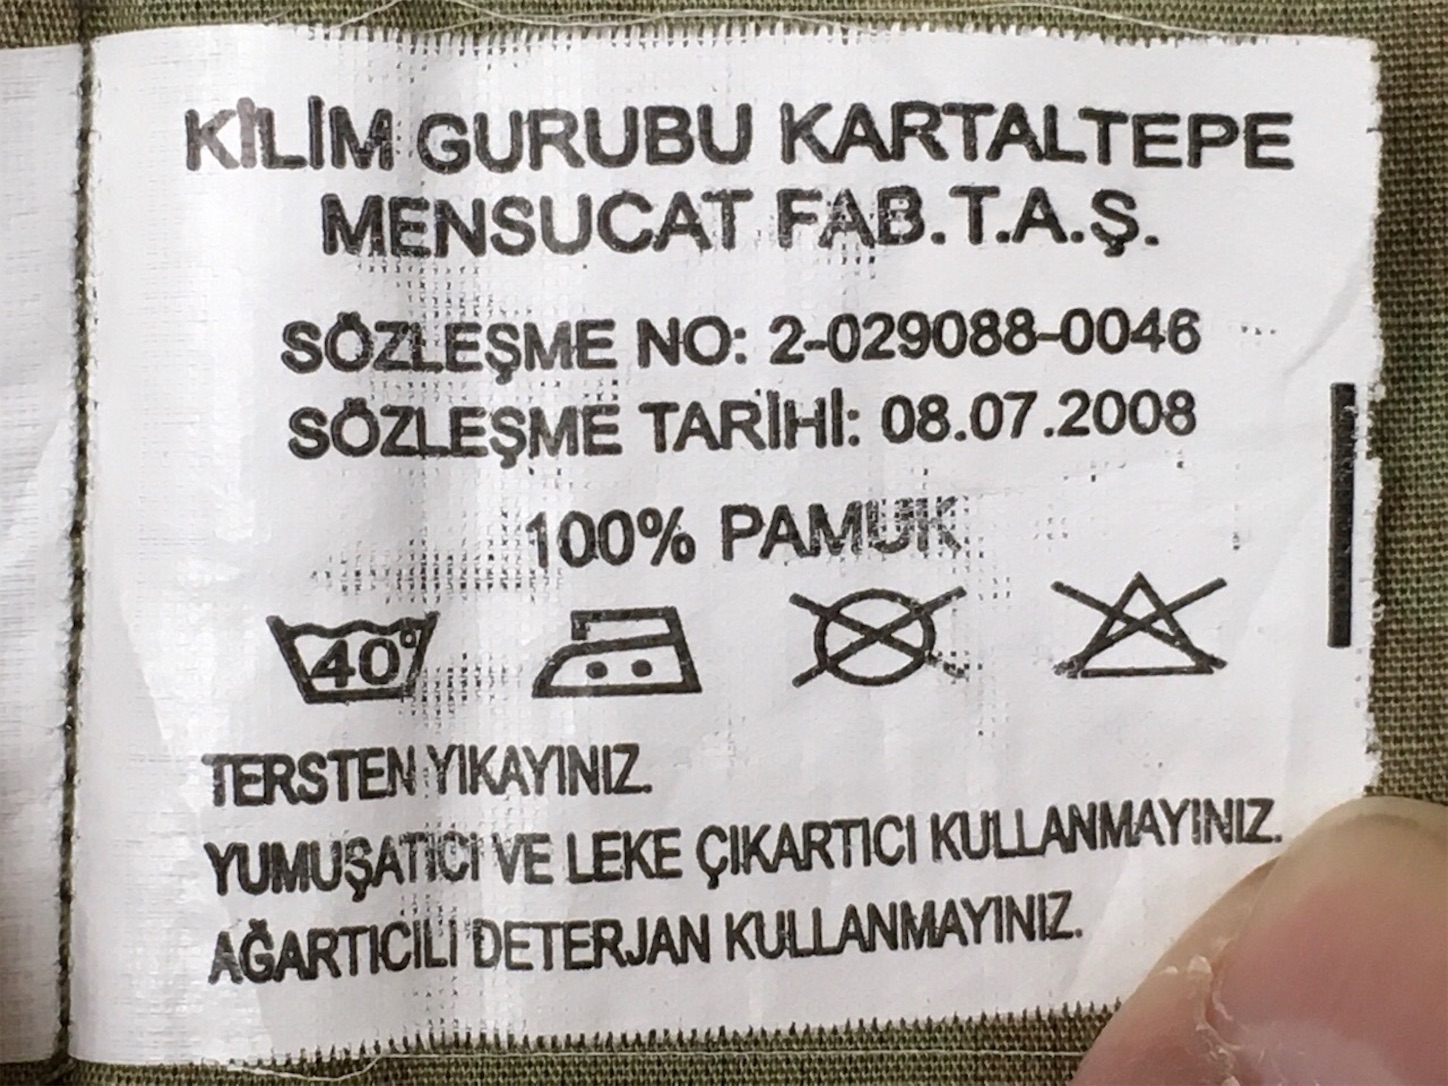 KİLİM GURUBU KARTALTEPE
MENSUCAT FAB.T.A.Ş.
SÖZLEŞME NO: 2-029088-0046
SÖZLEŞME TARİHİ: 08.07.2008
100% PAMUK
40°
TERSTEN YIKAYINIZ.
YUMUŞATICI VE LEKE ÇIKARTICI KULLANMAYINIZ.
AĞARTICILI DETERJAN KULLANMAYINIZ.